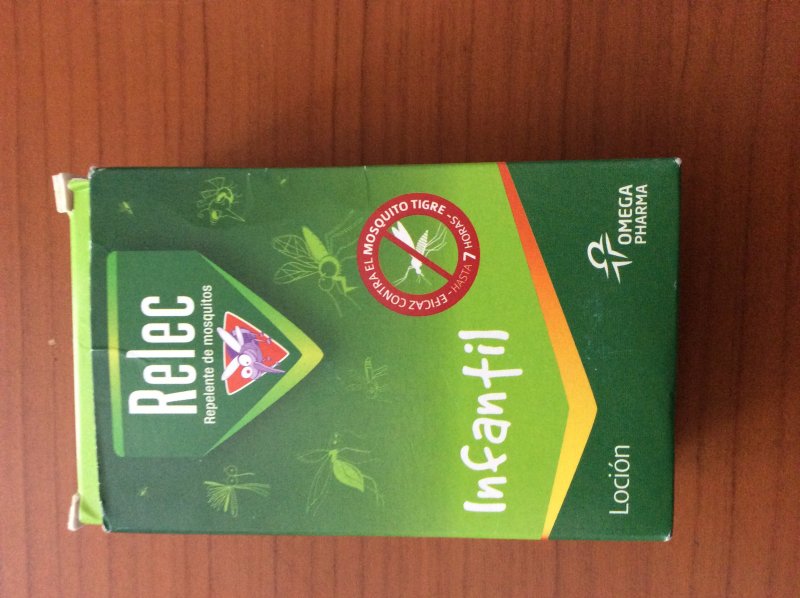 Relec
Repelente de mosquitos
EFICAZ CONTRA EL MOSQUITO TIGRE
- HASTA 7 HORAS-
Infantil
Loción
OMEGA
PHARMA